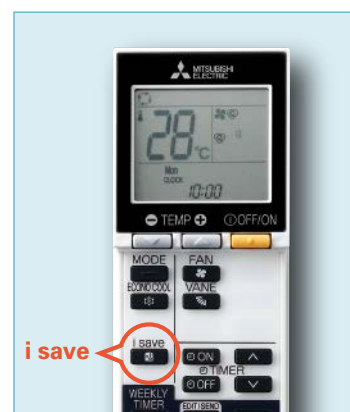 MITSUBISHI
ELECTRIC
28°C
Mon
CLOCK
10:00
TEMP OFF/ON
MODE FAN
ECONO COOL VANE
i save
i save
ON
TIMER
OFF
WEEKLY
TIMER EDIT/SEND